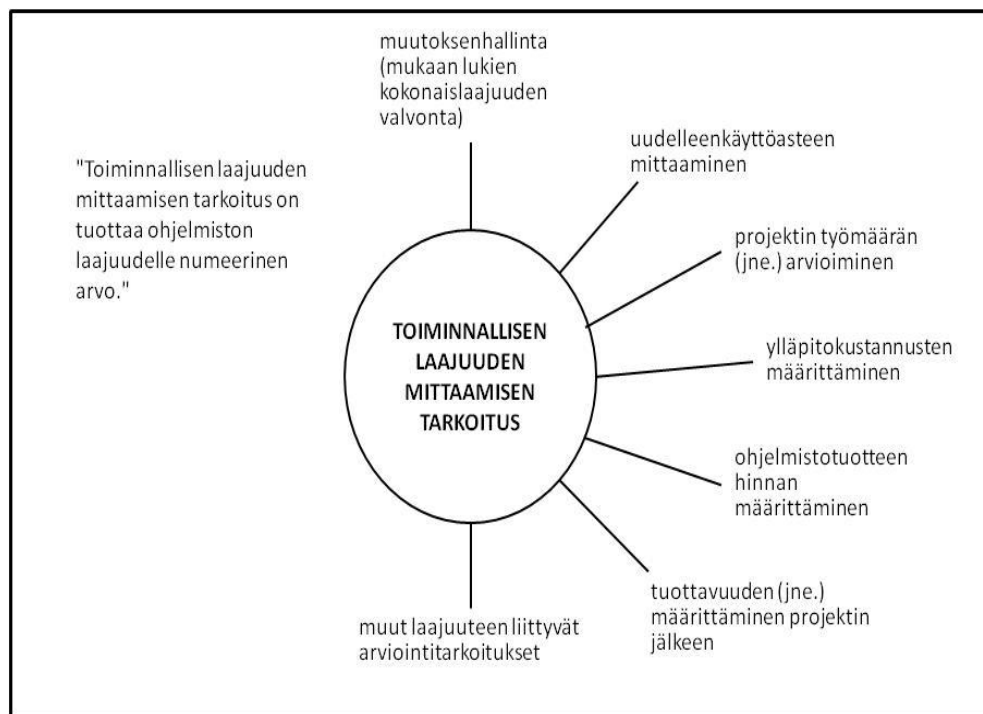 muutoksenhallinta
(mukaan lukien
kokonaislaajuuden
valvonta)
uudelleenkäyttöasteen
mittaaminen
"Toiminnallisen laajuuden
mittaamisen tarkoitus on
tuottaa ohjelmiston
laajuudelle numeerinen
arvo."
projektin työmäärän
(jne.) arvioiminen
TOIMINNALLISEN
LAAJUUDEN
MITTAAMISEN
TARKOITUS
ylläpitokustannusten
määrittäminen
ohjelmistotuotteen
hinnan
määrittäminen
tuottavuuden (jne.)
määrittäminen projektin
jälkeen
muut laajuuteen liittyvät
arviointitarkoitukset